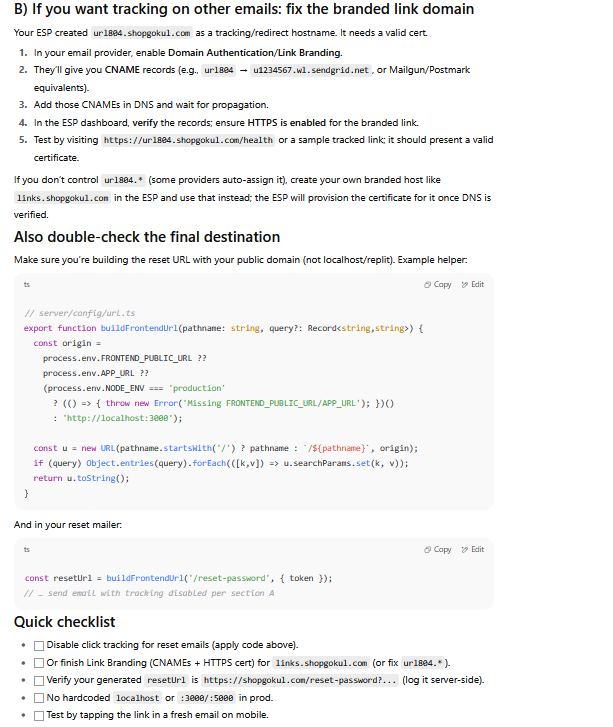 B) If you want tracking on other emails: fix the branded link domain
Your ESP created url804.shopgokul.com as a tracking/redirect hostname. It needs a valid cert.
1. In your email provider, enable Domain Authentication/Link Branding.
2. They'll give you CNAME records (e.g., url804 → u1234567.wl.sendgrid.net, or Mailgun/Postmark
equivalents).
3. Add those CNAMEs in DNS and wait for propagation.
4. In the ESP dashboard, verify the records; ensure HTTPS is enabled for the branded link.
5. Test by visiting https://url804.shopgokul.com/health or a sample tracked link; it should present a valid
certificate.
If you don't control url804.* (some providers auto-assign it), create your own branded host like
links.shopgokul.com in the ESP and use that instead; the ESP will provision the certificate for it once DNS is
verified.
Also double-check the final destination
Make sure you're building the reset URL with your public domain (not localhost/replit). Example helper:
ts Copy Edit
// server/config/url.ts
export function buildFrontendUrl(pathname: string, query?: Record<string,string>) {
const origin =
process.env.FRONTEND_PUBLIC_URL ??
process.env.APP_URL ??
(process.env.NODE_ENV === 'production'
? (() => { throw new Error('Missing FRONTEND_PUBLIC_URL/APP_URL'); })()
: 'http://localhost:3000');
const u = new URL(pathname.startsWith('/') ? pathname : `/${pathname}`, origin);
if (query) Object.entries(query).forEach(([k,v]) => u.searchParams.set(k, v));
return u.toString();
}
And in your reset mailer:
ts Copy Edit
const resetUrl = buildFrontendUrl('/reset-password', { token });
// … send email with tracking disabled per section A
Quick checklist
• Disable click tracking for reset emails (apply code above).
• Or finish Link Branding (CNAMEs + HTTPS cert) for links.shopgokul.com (or fix url804.*).
• Verify your generated resetUrl is https://shopgokul.com/reset-password?... (log it server-side).
• No hardcoded localhost or :3000/:5000 in prod.
• Test by tapping the link in a fresh email on mobile.